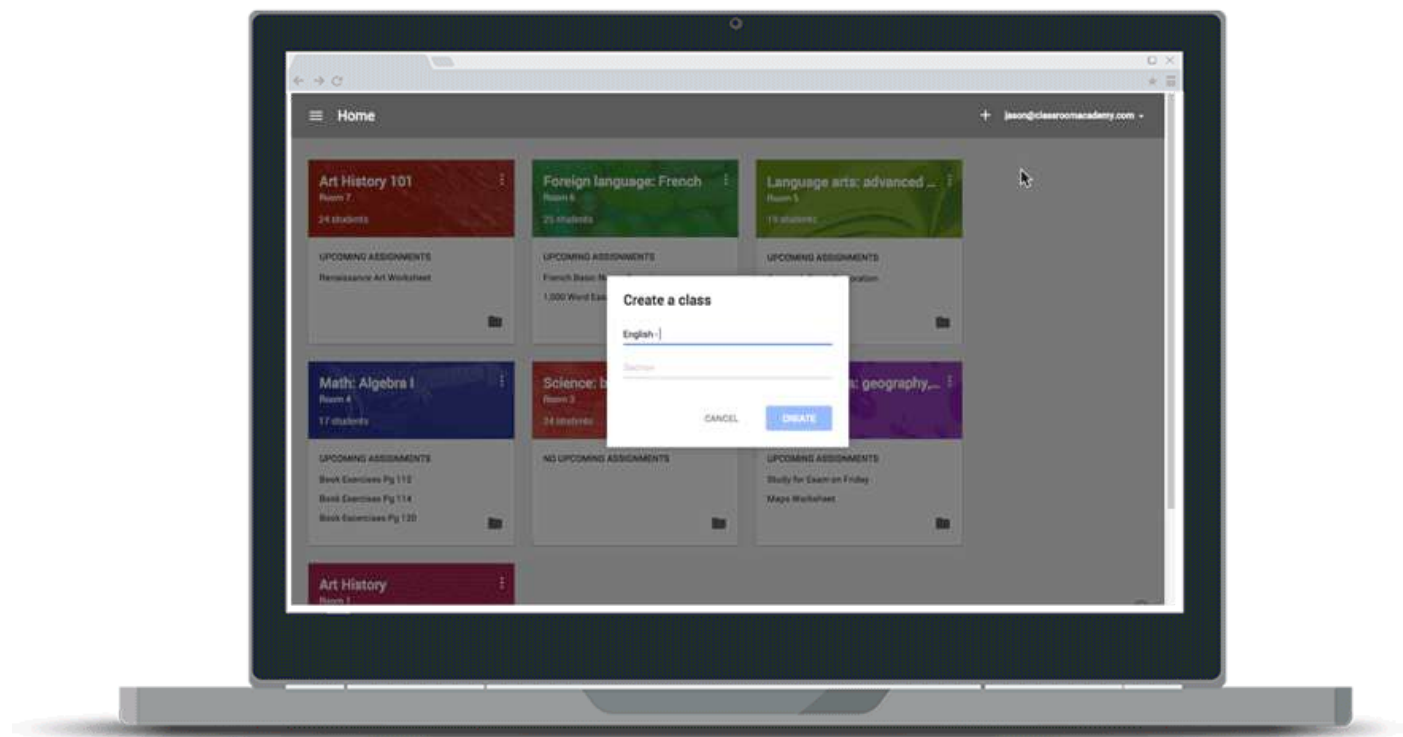 Home
+ jason@classroomacademy.com
Art History 101
Room 7
24 students
UPCOMING ASSIGNMENTS
Renaissance Art Worksheet
Foreign language: French
Room 6
25 students
UPCOMING ASSIGNMENTS
French Basic
1,000 Word
Language arts: advanced ...
Room 5
19 students
UPCOMING ASSIGNMENTS
Create a class
English -
Section
CANCEL
CREATE
Math: Algebra I
Room 4
17 students
UPCOMING ASSIGNMENTS
Book Exercises Pg 112
Book Exercises Pg 114
Book Exercises Pg 120
Science: b
Room 3
24 students
NO UPCOMING ASSIGNMENTS
: geography,...
UPCOMING ASSIGNMENTS
Study for Exam on Friday
Maps Worksheet
Art History
Room 1